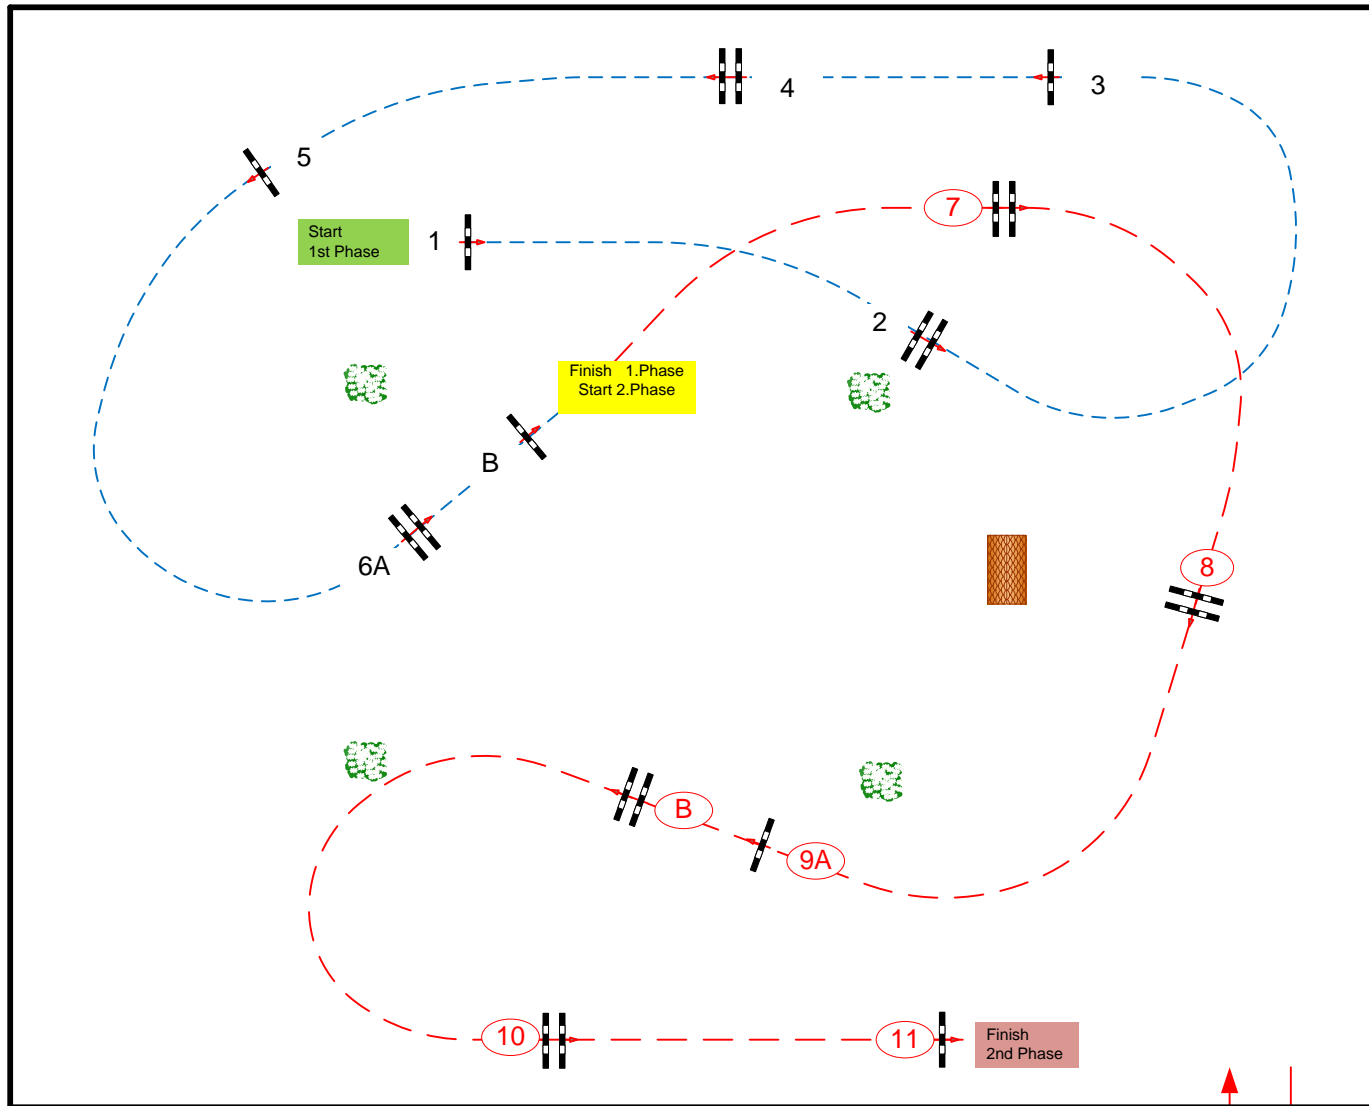 4
3
5
7
Start
1st Phase
1
2
Finish 1.Phase
Start 2.Phase
B
6A
8
B
9A
10
11
Finish
2nd Phase